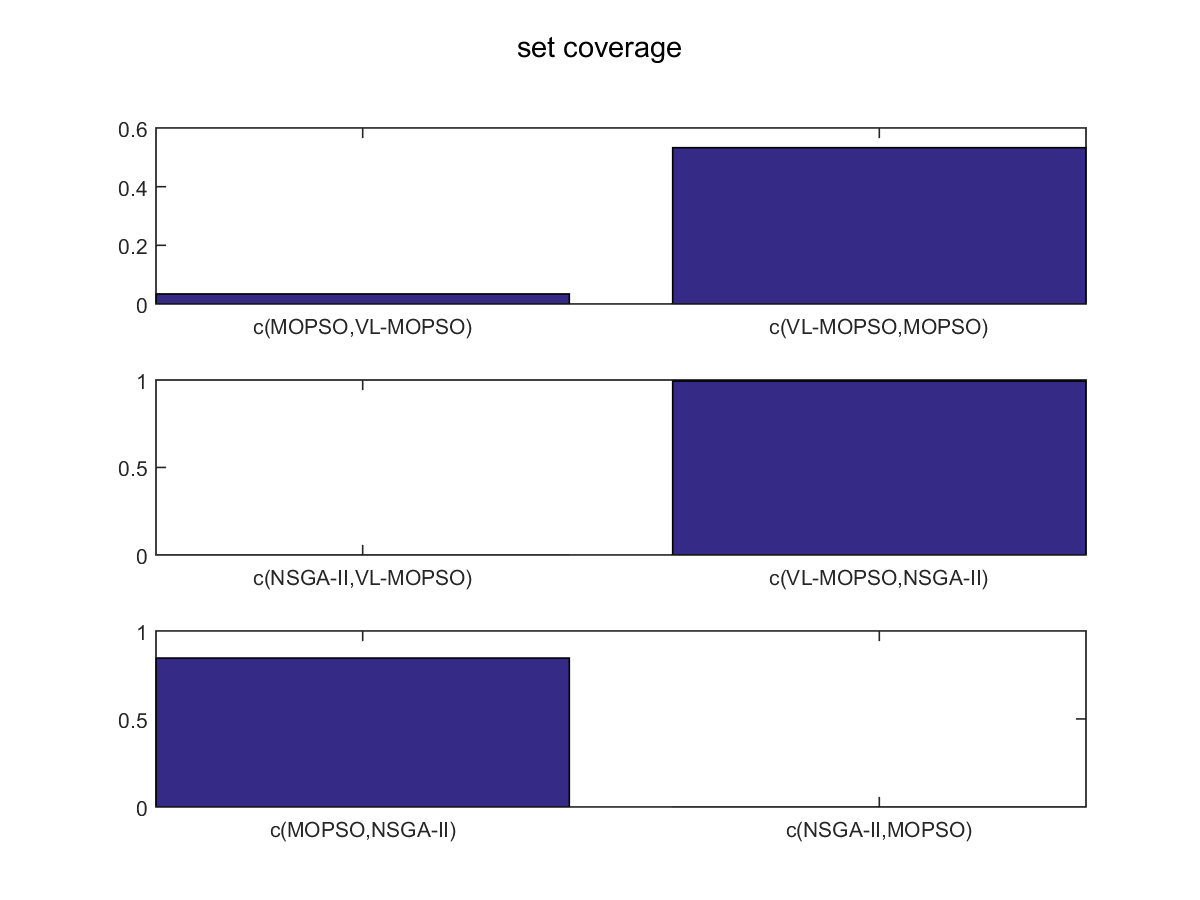 set coverage
0.6
0.4
0.2
0
c(MOPSO,VL-MOPSO) c(VL-MOPSO,MOPSO)
1
0.5
0
c(NSGA-II,VL-MOPSO) c(VL-MOPSO,NSGA-II)
1
0.5
0
c(MOPSO,NSGA-II) c(NSGA-II,MOPSO)